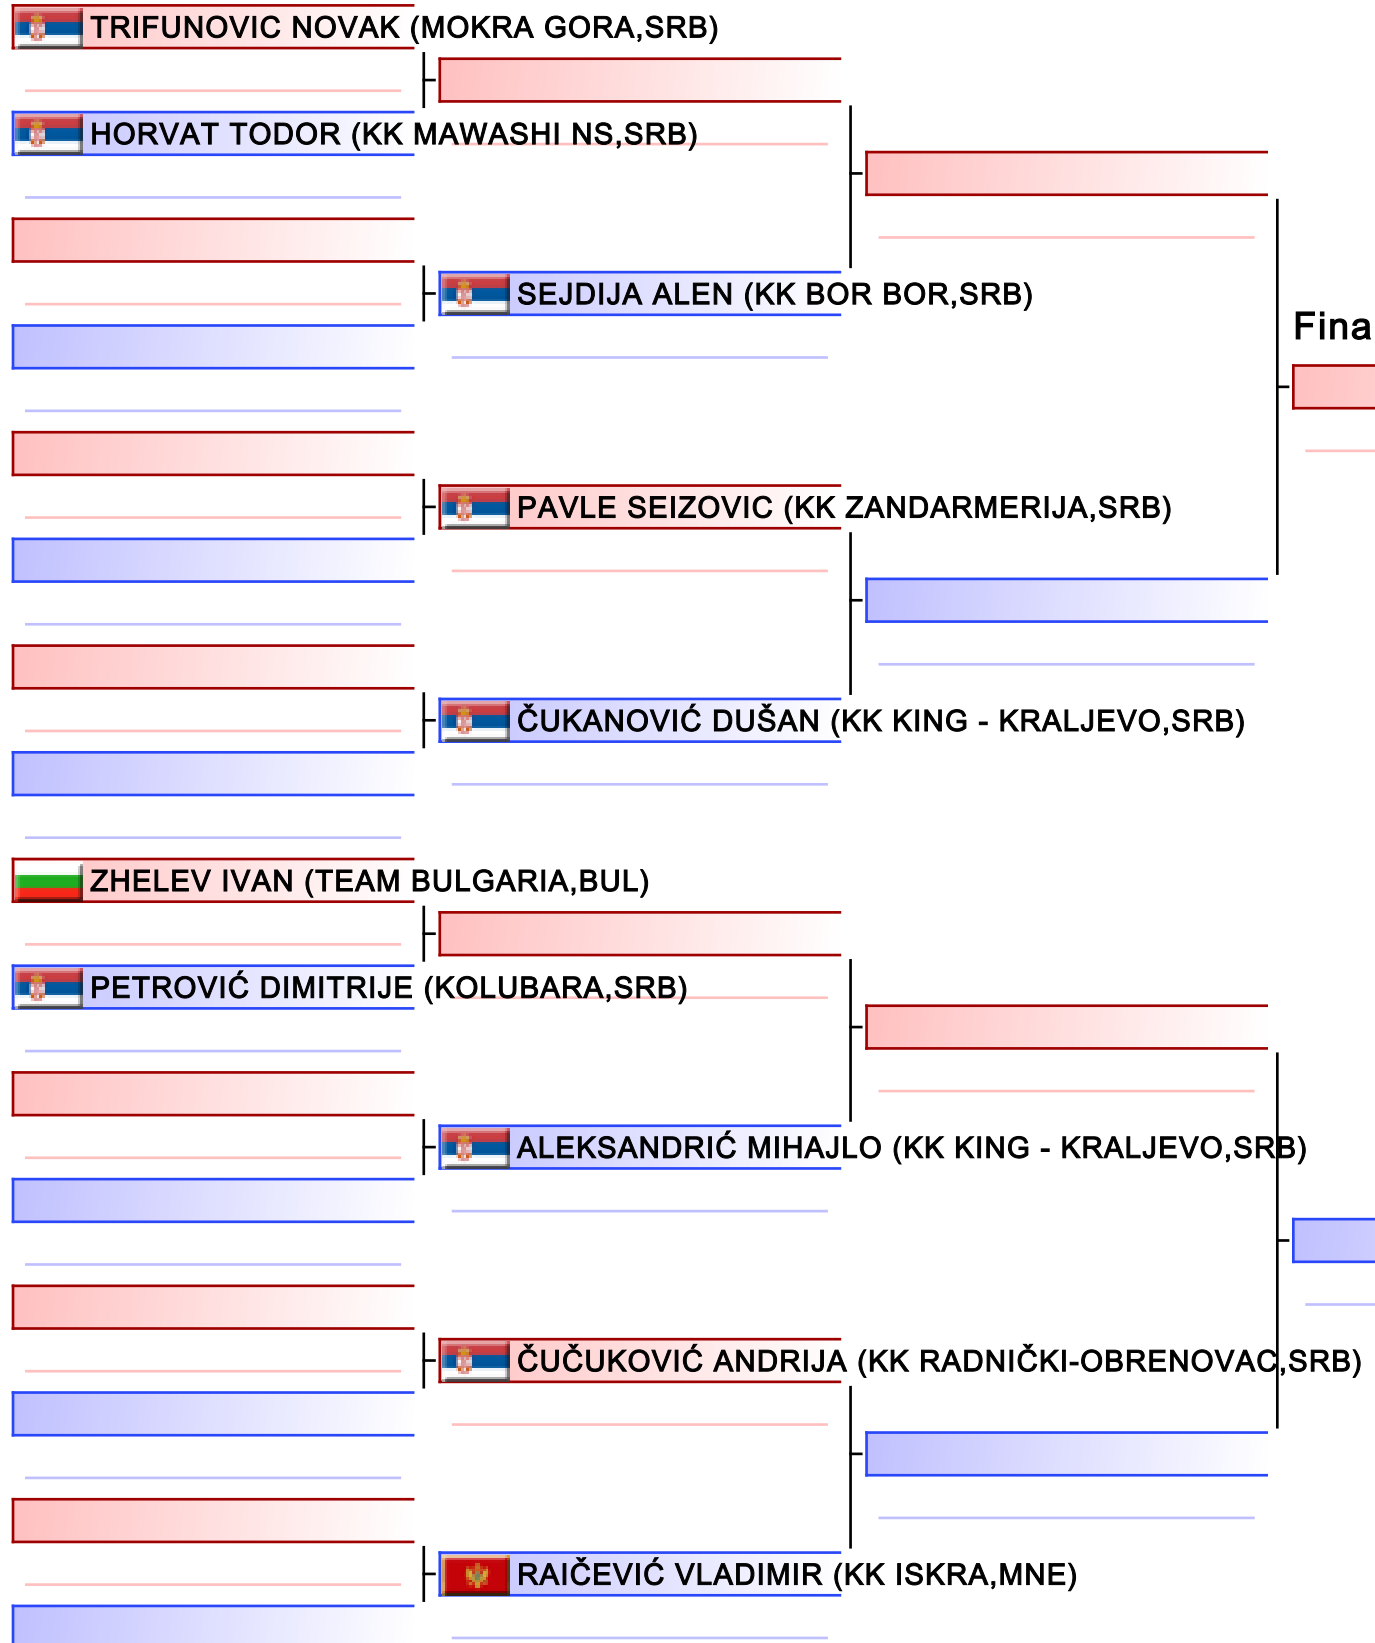 TRIFUNOVIC NOVAK (MOKRA GORA,SRB)
HORVAT TODOR (KK MAWASHI NS,SRB)
SEJDIJA ALEN (KK BOR BOR,SRB)
Fina
PAVLE SEIZOVIC (KK ZANDARMERIJA,SRB)
ČUKANOVIĆ DUŠAN (KK KING - KRALJEVO,SRB)
ZHELEV IVAN (TEAM BULGARIA,BUL)
PETROVIĆ DIMITRIJE (KOLUBARA,SRB)
ALEKSANDRIĆ MIHAJLO (KK KING - KRALJEVO,SRB)
ČUČUKOVIĆ ANDRIJA (KK RADNIČKI-OBRENOVAC,SRB)
RAIČEVIĆ VLADIMIR (KK ISKRA,MNE)